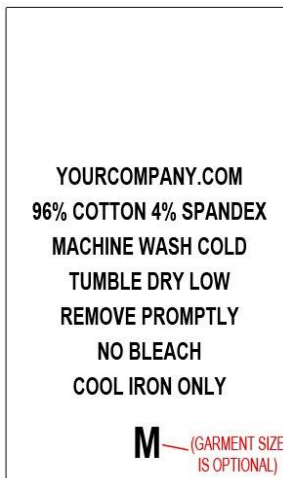 YOURCOMPANY.COM
96% COTTON 4% SPANDEX
MACHINE WASH COLD
TUMBLE DRY LOW
REMOVE PROMPTLY
NO BLEACH
COOL IRON ONLY
M
(GARMENT SIZE
IS OPTIONAL)